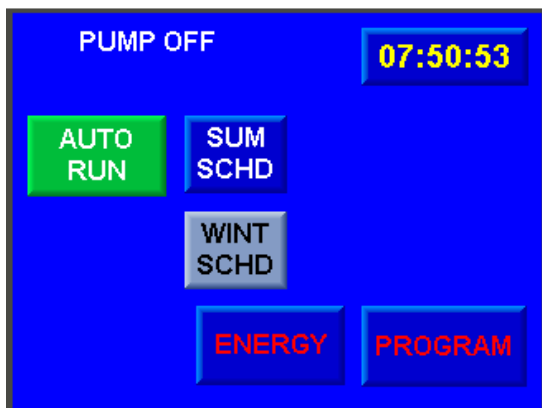 PUMP OFF
07:50:53
AUTO
RUN
SUM
SCHD
WINT
SCHD
ENERGY
PROGRAM